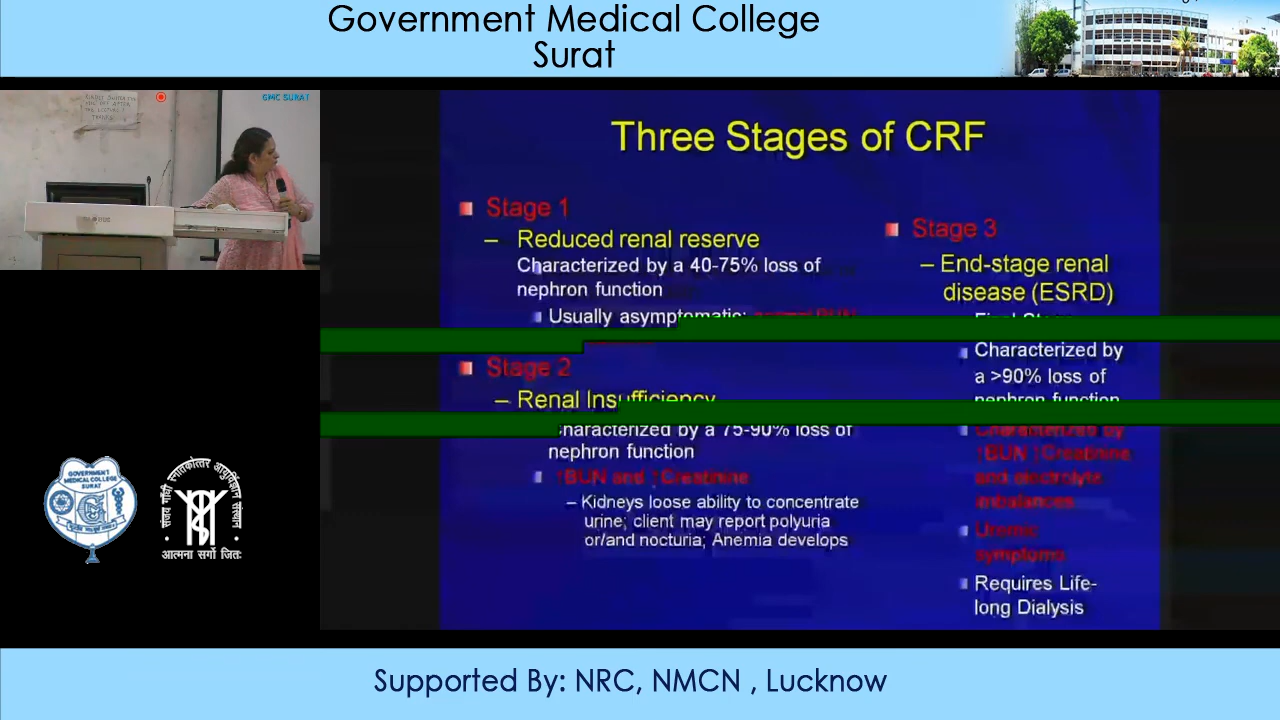 Government Medical College
Surat
GMC SURAT
Three Stages of CRF
Stage 1
– Reduced renal reserve
Characterized by a 40-75% loss of
nephron function
Usually asymptomatic;
Stage 2
– Renal Insufficiency
Characterized by a 75-90% loss of
nephron function
↑BUN and ↑Creatinine
– Kidneys loose ability to concentrate
urine; client may report polyuria
or/and nocturia; Anemia develops
Stage 3
– End-stage renal
disease (ESRD)
Final Stage
Characterized by
a >90% loss of
nephron function
Characterized by
↑BUN ↑Creatinine
and electrolyte
imbalances
Uremic
symptoms
Requires Life-
long Dialysis
GOVERNMENT
MEDICAL COLLEGE
SURAT
आत्मना सर्गो जितः
Supported By: NRC, NMCN , Lucknow